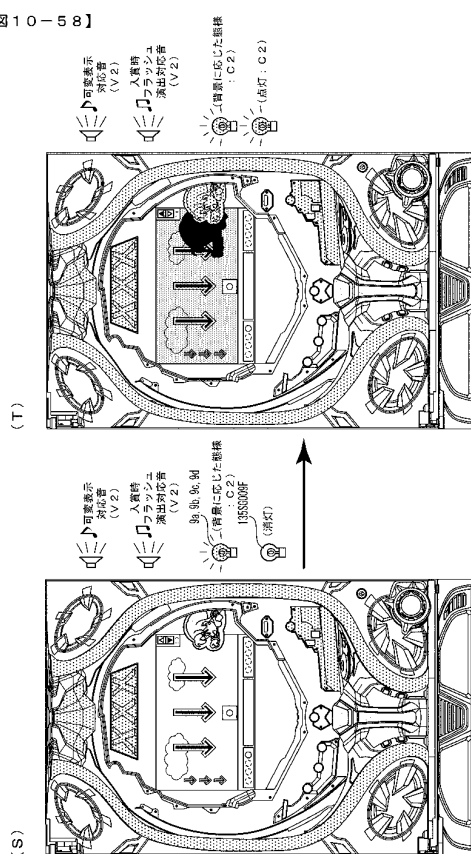 図10-58】
(S)
♪可変表示
対応音
(V2)
♫入賞時
フラッシュ
演出対応音
(V2)
9a, 9b, 9c, 9d
(背景に応じた態様
:C2)
135SG009F
(消灯)
(T)
♪可変表示
対応音
(V2)
♫入賞時
フラッシュ
演出対応音
(V2)
(背景に応じた態様
:C2)
(点灯:C2)